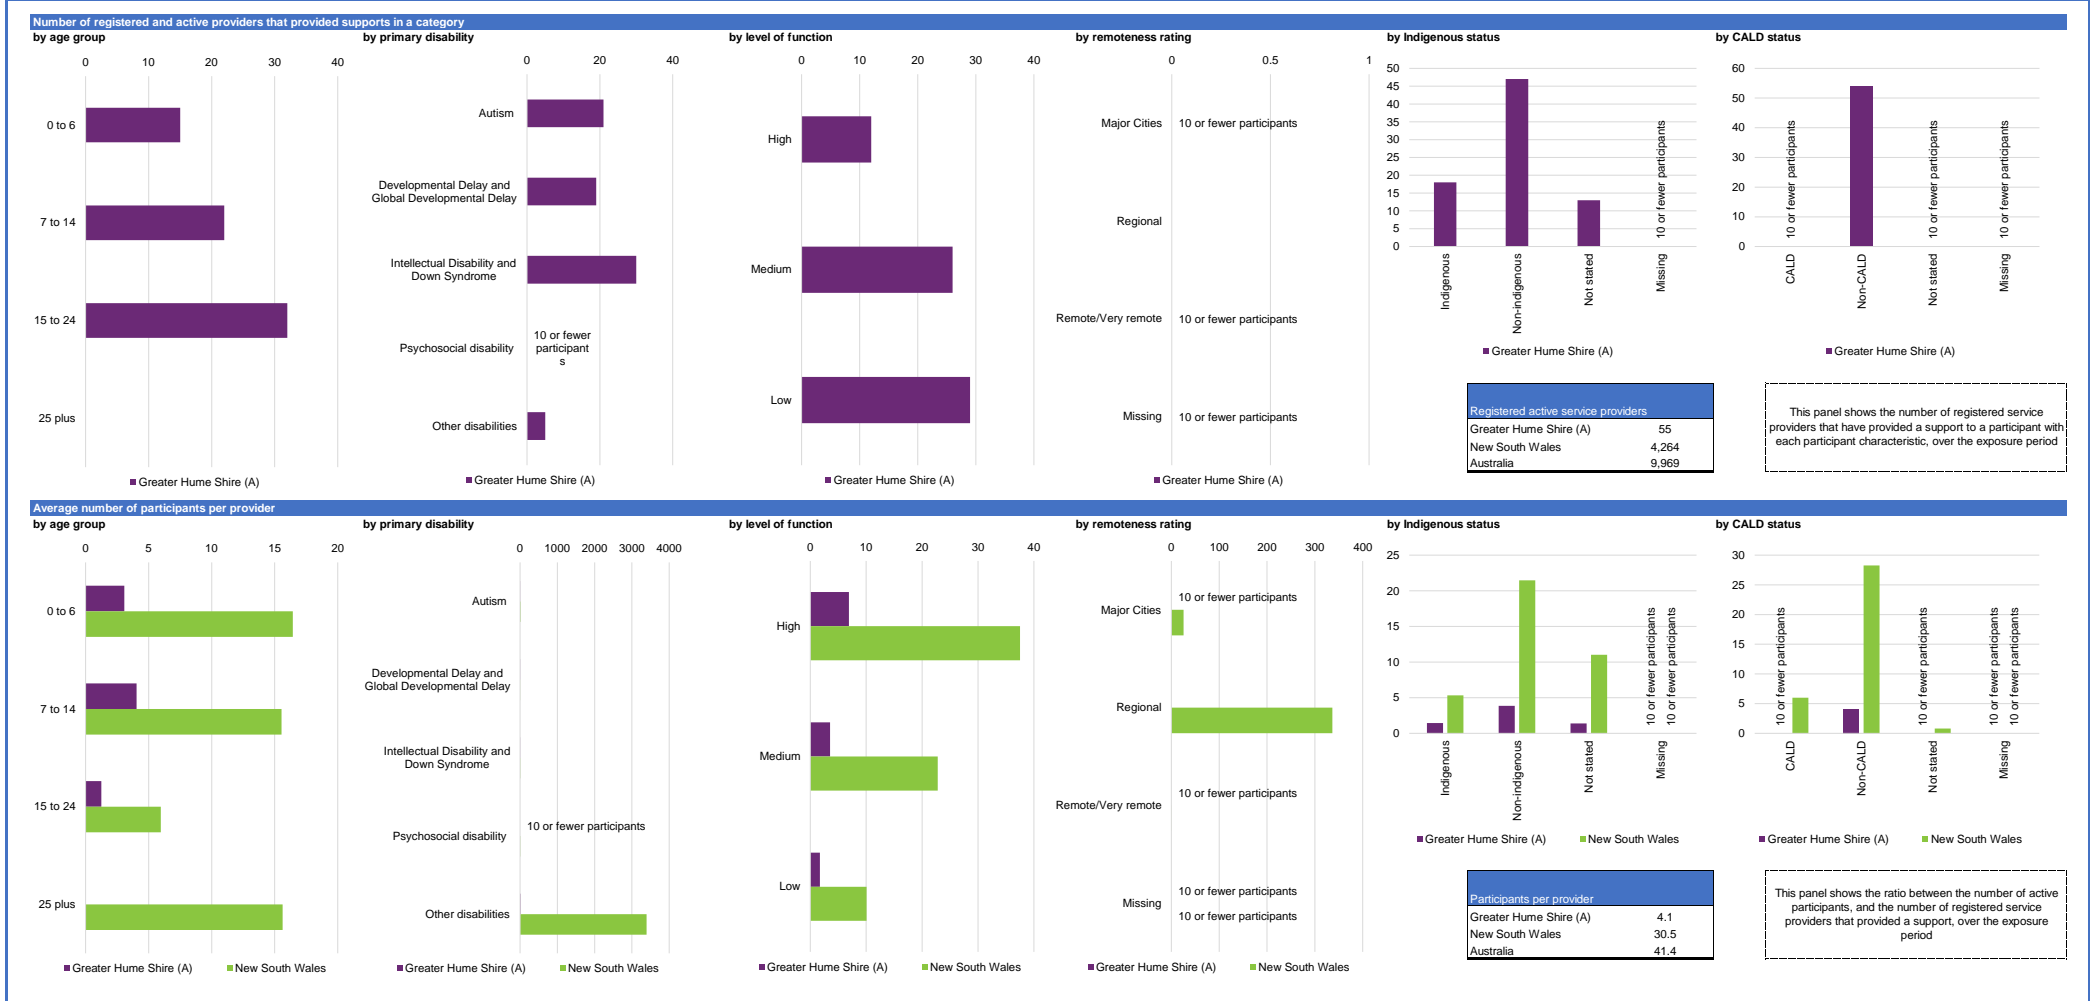 Number of registered and active providers that provided supports in a category
by age group
0 10 20 30 40
0 to 6
7 to 14
15 to 24
25 plus
Greater Hume Shire (A)
by primary disability
0 20 40
Autism
Developmental Delay and
Global Developmental Delay
Intellectual Disability and
Down Syndrome
Psychosocial disability
10 or fewer
participant
s
Other disabilities
Greater Hume Shire (A)
by level of function
0 10 20 30 40
High
Medium
Low
Greater Hume Shire (A)
by remoteness rating
0 0.5 1
Major Cities 10 or fewer participants
Regional
Remote/Very remote 10 or fewer participants
Missing 10 or fewer participants
Greater Hume Shire (A)
by Indigenous status
50
45
40
35
30
25
20
15
10
5
0
10 or fewer participants
Indigenous
Non-indigenous
Not stated
Missing
Greater Hume Shire (A)
by CALD status
60
50
40
30
20
10
0
10 or fewer participants
10 or fewer participants
10 or fewer participants
CALD
Non-CALD
Not stated
Missing
Greater Hume Shire (A)
Registered active service providers
Greater Hume Shire (A) 55
New South Wales 4,264
Australia 9,969
This panel shows the number of registered service
providers that have provided a support to a participant with
each participant characteristic, over the exposure period
Average number of participants per provider
by age group
0 5 10 15 20
0 to 6
7 to 14
15 to 24
25 plus
Greater Hume Shire (A) New South Wales
by primary disability
0 1000 2000 3000 4000
Autism
Developmental Delay and
Global Developmental Delay
Intellectual Disability and
Down Syndrome
Psychosocial disability 10 or fewer participants
Other disabilities
Greater Hume Shire (A) New South Wales
by level of function
0 10 20 30 40
High
Medium
Low
Greater Hume Shire (A) New South Wales
by remoteness rating
0 100 200 300 400
10 or fewer participants
Major Cities
Regional
10 or fewer participants
Remote/Very remote
10 or fewer participants
Missing
10 or fewer participants
Greater Hume Shire (A) New South Wales
by Indigenous status
25
20
15
10
5
0
10 or fewer participants
10 or fewer participants
Indigenous
Non-indigenous
Not stated
Missing
Greater Hume Shire (A) New South Wales
by CALD status
30
25
20
15
10
5
0
10 or fewer participants
10 or fewer participants
10 or fewer participants
10 or fewer participants
CALD
Non-CALD
Not stated
Missing
Greater Hume Shire (A) New South Wales
Participants per provider
Greater Hume Shire (A) 4.1
New South Wales 30.5
Australia 41.4
This panel shows the ratio between the number of active
participants, and the number of registered service
providers that provided a support, over the exposure
period